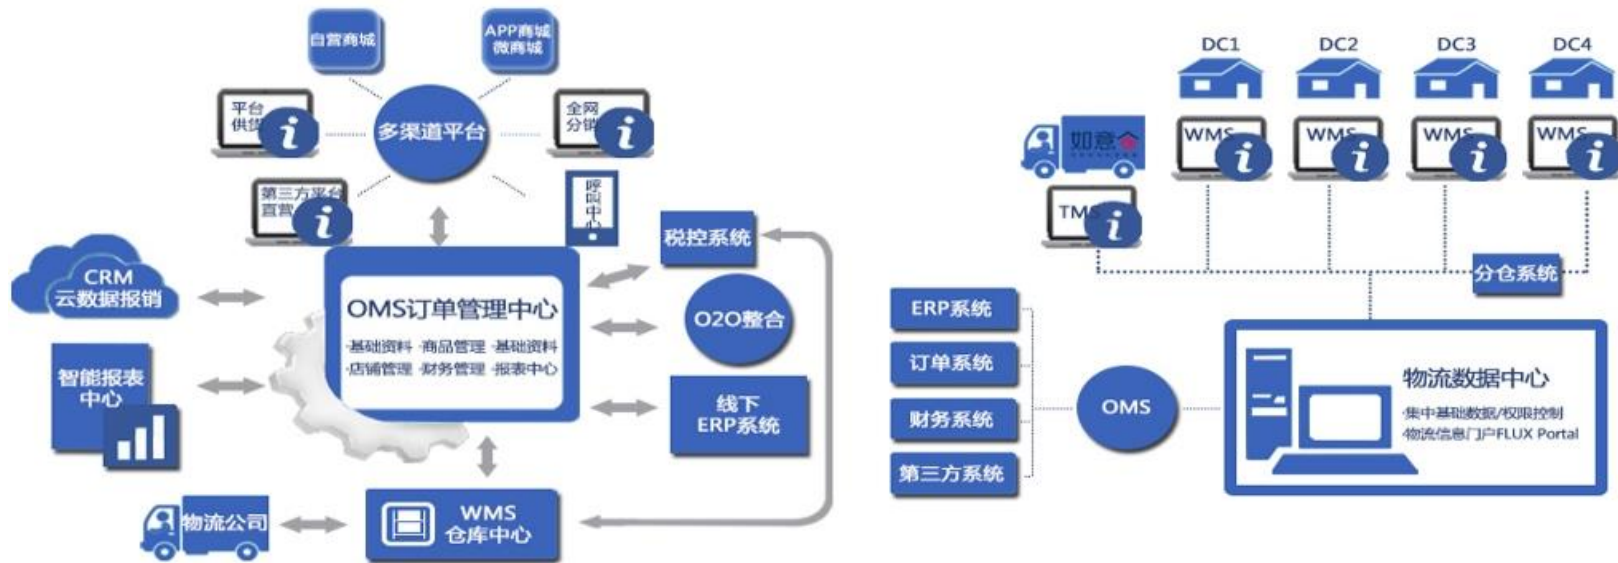 自营商城
APP商城
微商城
平台
供货
多渠道平台
全网
分销
第三方平台
直营
呼叫中心
税控系统
CRM
云数据报销
OMS订单管理中心
·基础资料 ·商品管理 ·基础资料
·店铺管理 ·财务管理 ·报表中心
O2O整合
智能报表
中心
线下
ERP系统
物流公司
WMS
仓库中心
DC1
DC2
DC3
DC4
如意仓
WMS
WMS
WMS
WMS
TMS
分仓系统
ERP系统
订单系统
财务系统
第三方系统
OMS
物流数据中心
·集中基础数据/权限控制
·物流信息门户FLUX Portal